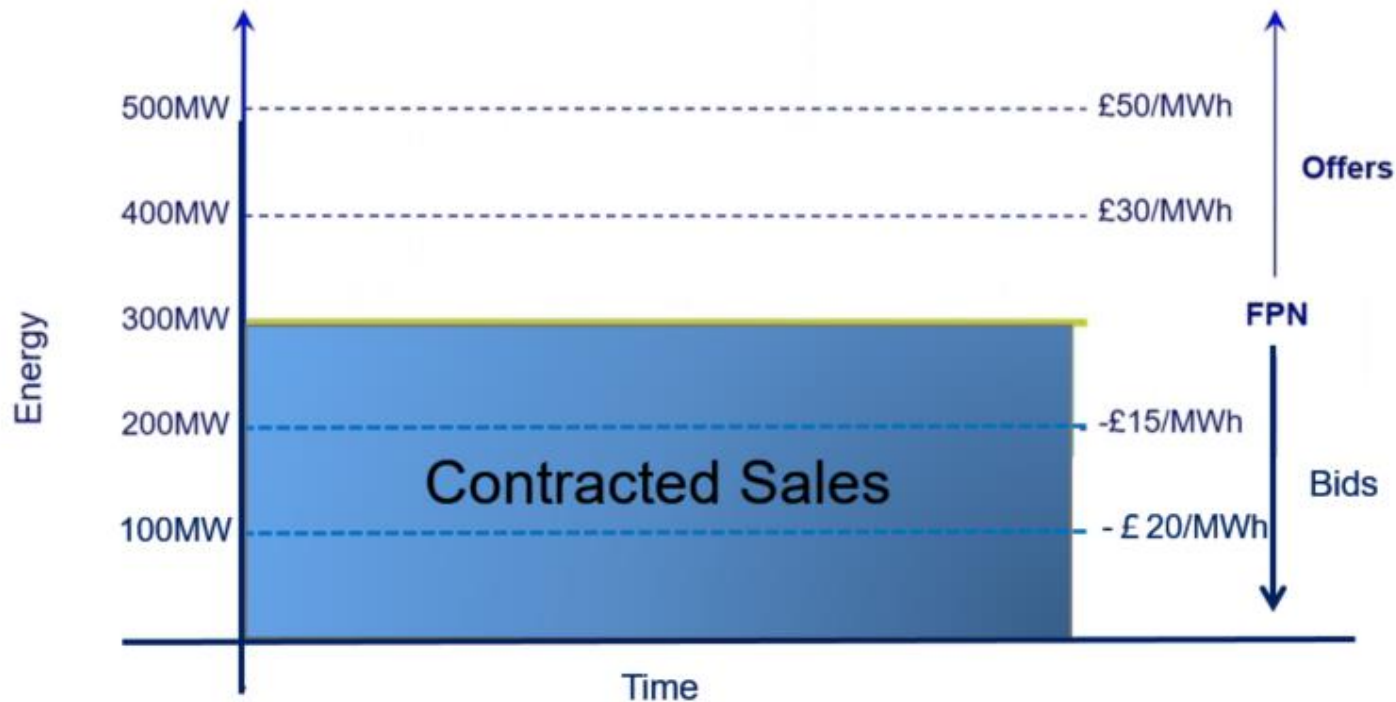 500MW
£50/MWh
Offers
400MW
£30/MWh
300MW
FPN
Energy
200MW
-£15/MWh
Contracted Sales
Bids
100MW
- £ 20/MWh
Time